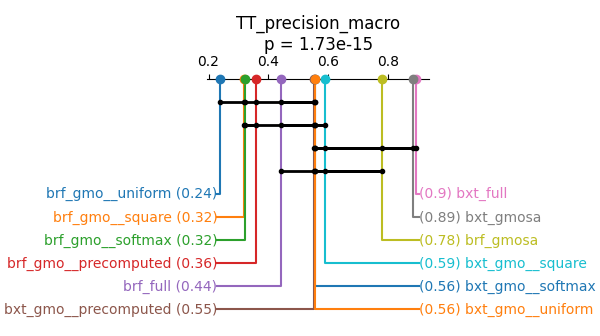 TT_precision_macro
p = 1.73e-15
0.2 0.4 0.6 0.8
brf_gmo__uniform (0.24)
(0.9) bxt_full
brf_gmo__square (0.32)
(0.89) bxt_gmosa
brf_gmo__softmax (0.32)
(0.78) brf_gmosa
brf_gmo__precomputed (0.36)
(0.59) bxt_gmo__square
brf_full (0.44)
(0.56) bxt_gmo__softmax
bxt_gmo__precomputed (0.55)
(0.56) bxt_gmo__uniform